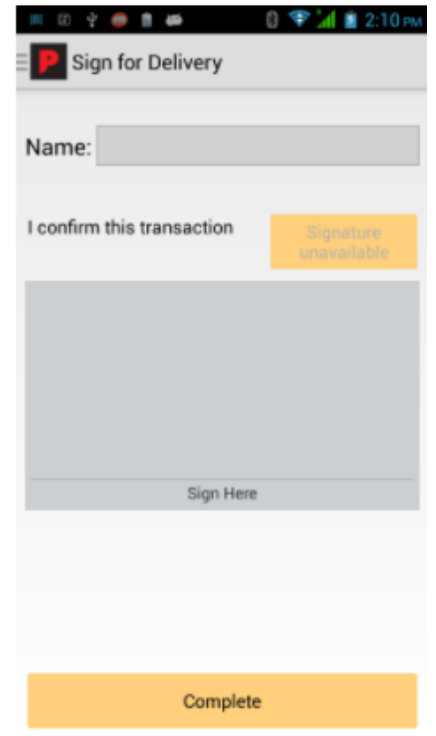 2:10 PM
P Sign for Delivery
Name:
I confirm this transaction
Signature
unavailable
Sign Here
Complete